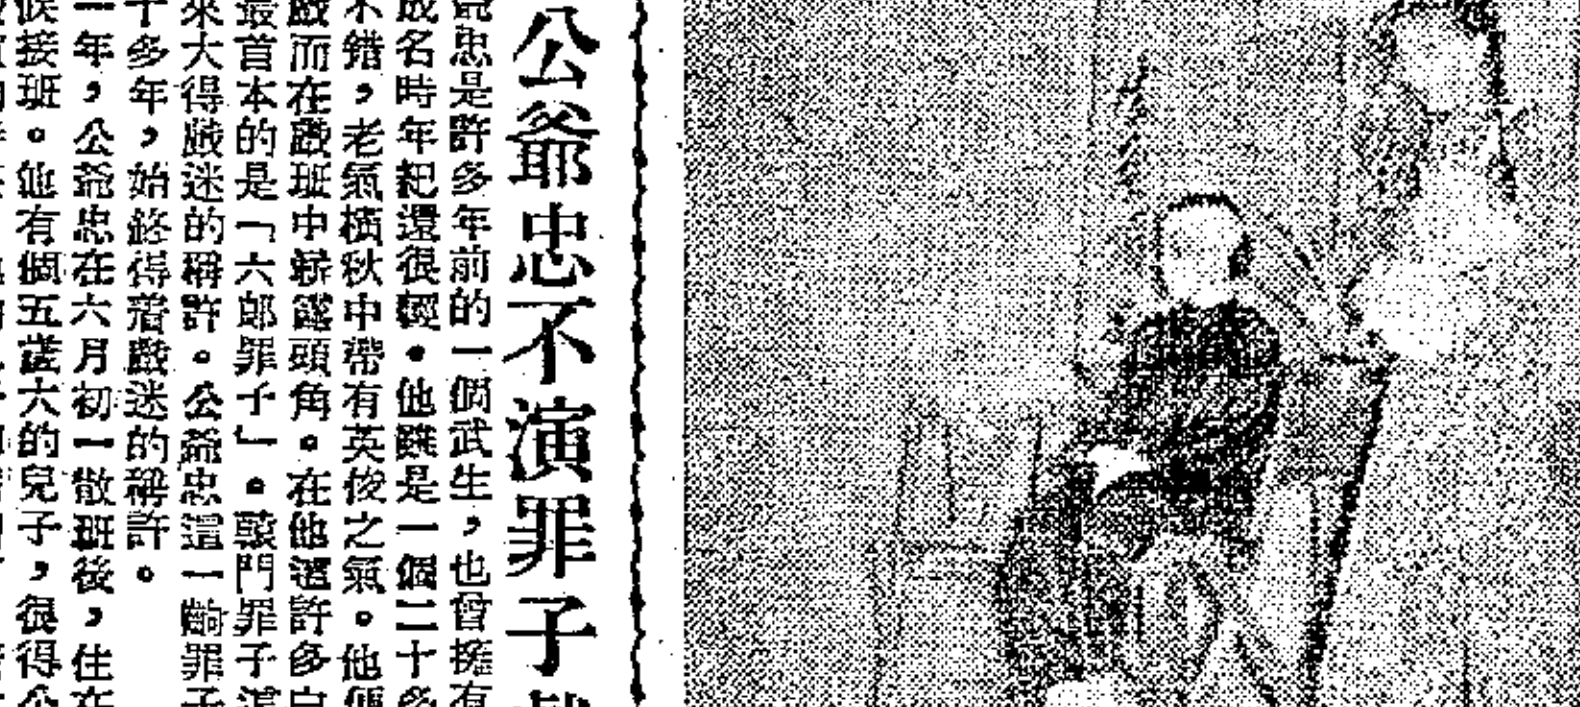 公爺忠不演罪子
忠是許多年前的一個武生，也曾擁有
成名時年紀還很輕。他雖是一個二十多
不錯，老氣橫秋中帶有英俊之氣。他便
戲而在戲班中嶄露頭角。在他這許多
最首本的是「六郎罪子」。轅門罪子
來大得戲迷的稱許。公爺忠這一齣罪子
十多年，始終得着戲迷的稱許。
一年，公爺忠在六月初一散班後，住在
接班。他有個五歲大的兒子，很得公